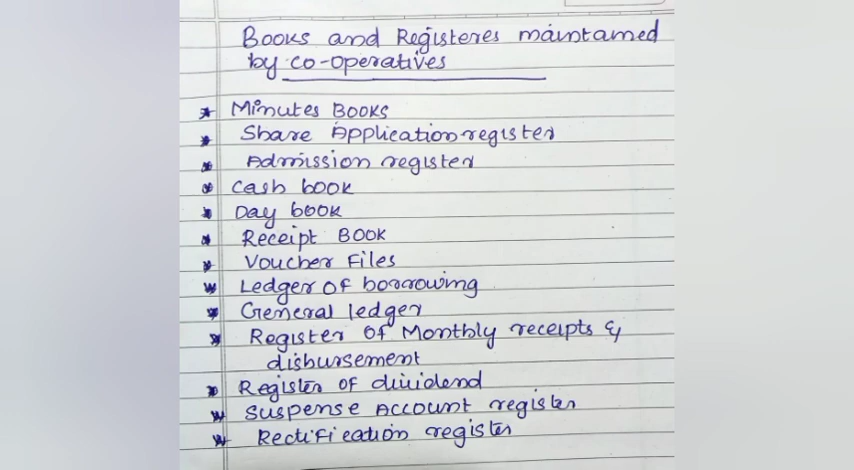 Books and Registeres maintained
by co-operatives
* Minutes Books
* Share Application register
* Admission register
* Cash book
* Day book
* Receipt Book
* Voucher Files
* Ledger of borrowing
* General ledger
* Register of Monthly receipts &
disbursement
* Register of dividend
* Suspense Account register
* Rectification register